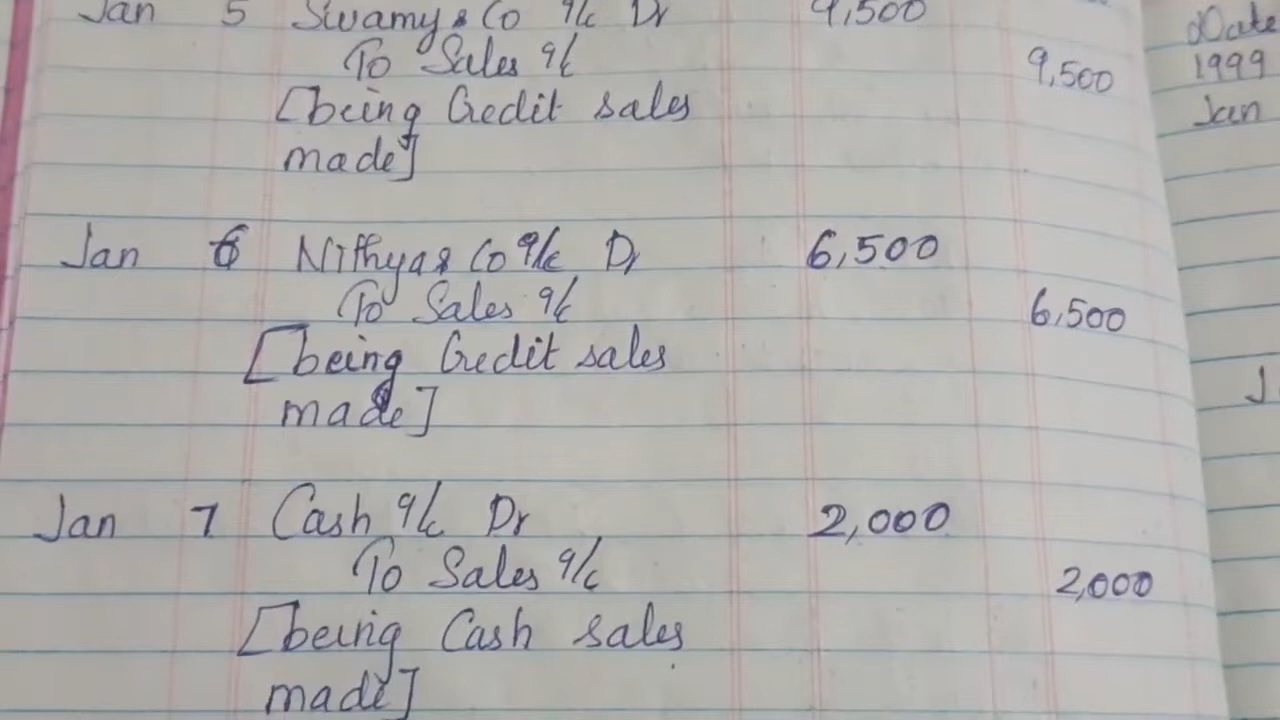 Jan 5 Swamy & Co a/c Dr 9,500
To Sales a/c 9,500
[being Credit sales
made]
Jan 6 Nithya & Co a/c Dr 6,500
To Sales a/c 6,500
[being Credit sales
made]
Jan 7 Cash a/c Dr 2,000
To Sales a/c 2,000
[being Cash sales
made]
Date
1999
Jan
J